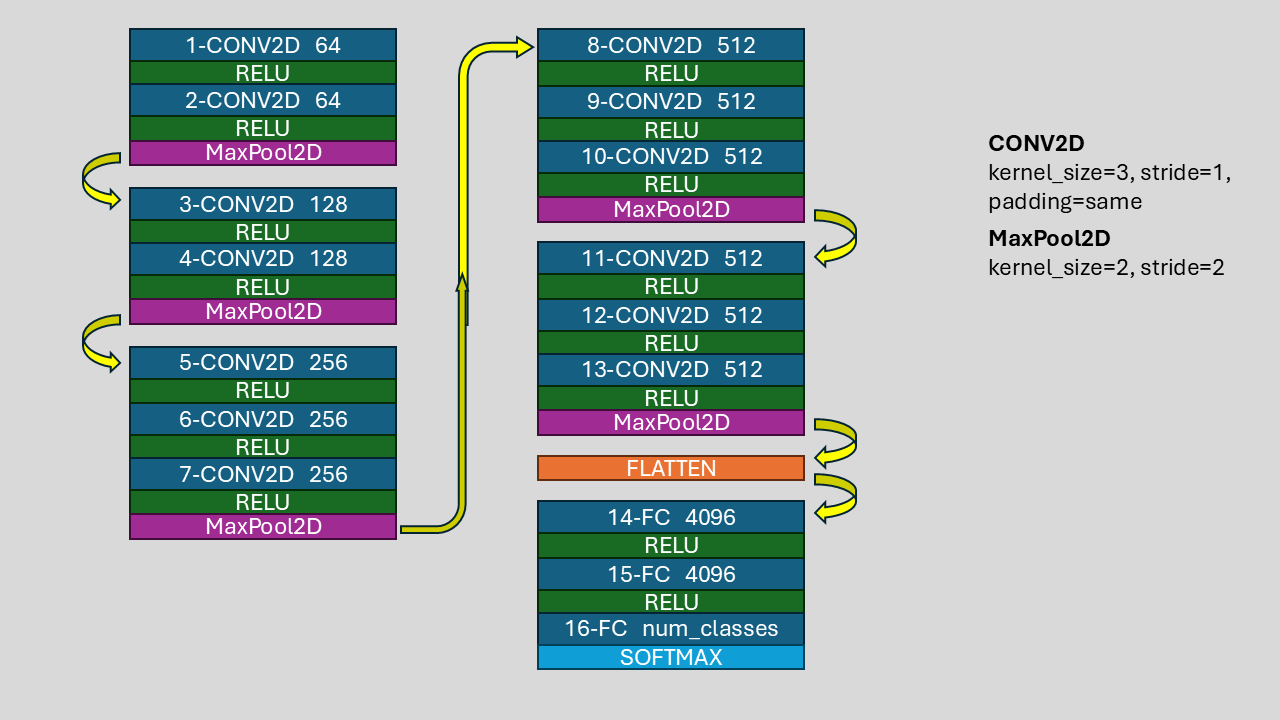 1-CONV2D 64
RELU
2-CONV2D 64
RELU
MaxPool2D
3-CONV2D 128
RELU
4-CONV2D 128
RELU
MaxPool2D
5-CONV2D 256
RELU
6-CONV2D 256
RELU
7-CONV2D 256
RELU
MaxPool2D
8-CONV2D 512
RELU
9-CONV2D 512
RELU
10-CONV2D 512
RELU
MaxPool2D
11-CONV2D 512
RELU
12-CONV2D 512
RELU
13-CONV2D 512
RELU
MaxPool2D
FLATTEN
14-FC 4096
RELU
15-FC 4096
RELU
16-FC num_classes
SOFTMAX
CONV2D
kernel_size=3, stride=1,
padding=same
MaxPool2D
kernel_size=2, stride=2